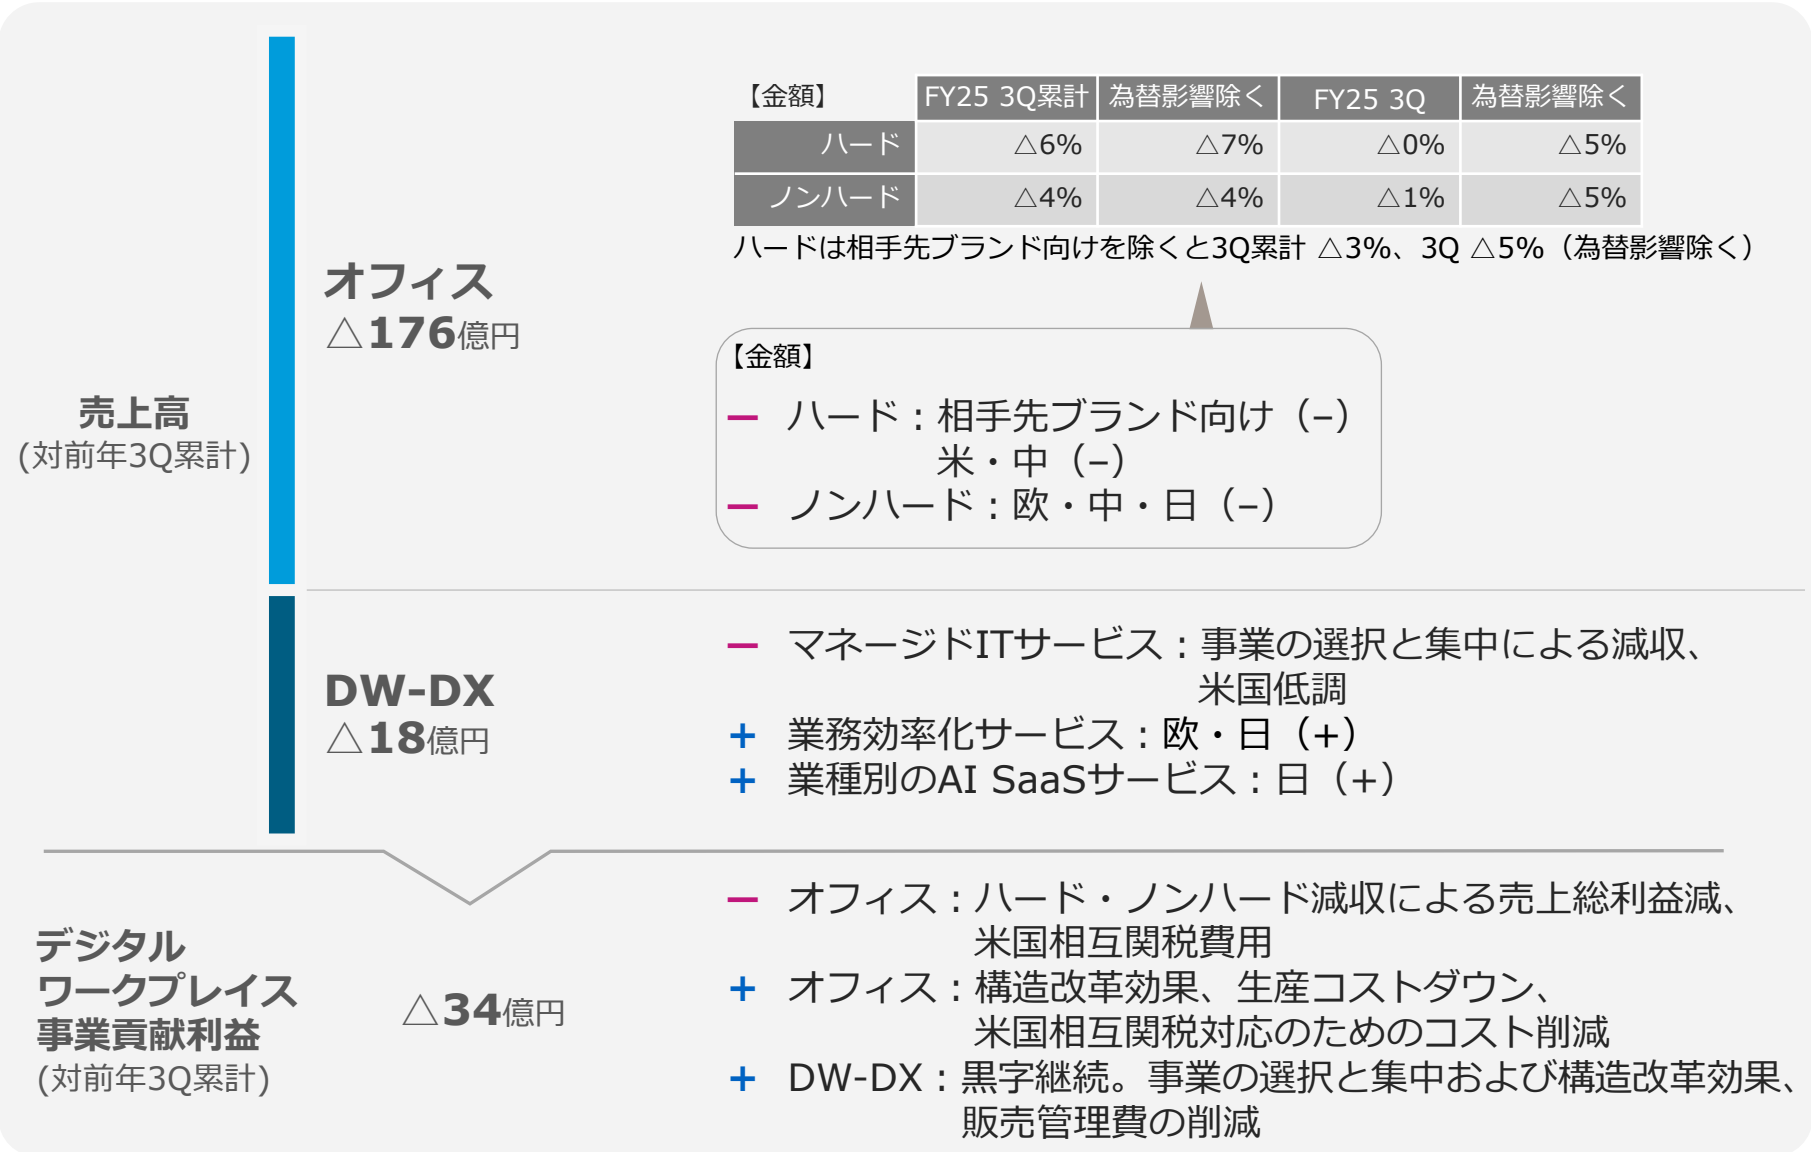 売上高
(対前年3Q累計)
オフィス
△176億円
【金額】 FY25 3Q累計 為替影響除く FY25 3Q 為替影響除く
ハード △6% △7% △0% △5%
ノンハード △4% △4% △1% △5%
ハードは相手先ブランド向けを除くと3Q累計 △3%、3Q △5%（為替影響除く）
【金額】
― ハード：相手先ブランド向け（–）
米・中（–）
― ノンハード：欧・中・日（–）
DW-DX
△18億円
― マネージドITサービス：事業の選択と集中による減収、
米国低調
+ 業務効率化サービス：欧・日（+）
+ 業種別のAI SaaSサービス：日（+）
デジタル
ワークプレイス
事業貢献利益
(対前年3Q累計)
△34億円
― オフィス：ハード・ノンハード減収による売上総利益減、
米国相互関税費用
+ オフィス：構造改革効果、生産コストダウン、
米国相互関税対応のためのコスト削減
+ DW-DX：黒字継続。事業の選択と集中および構造改革効果、
販売管理費の削減